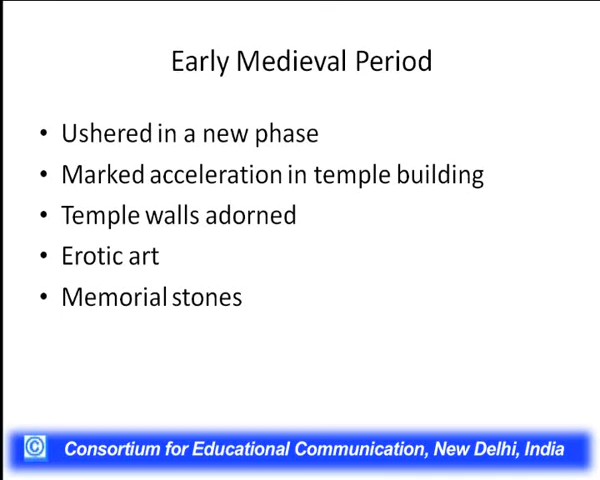 Early Medieval Period
• Ushered in a new phase
• Marked acceleration in temple building
• Temple walls adorned
• Erotic art
• Memorial stones
© Consortium for Educational Communication, New Delhi, India